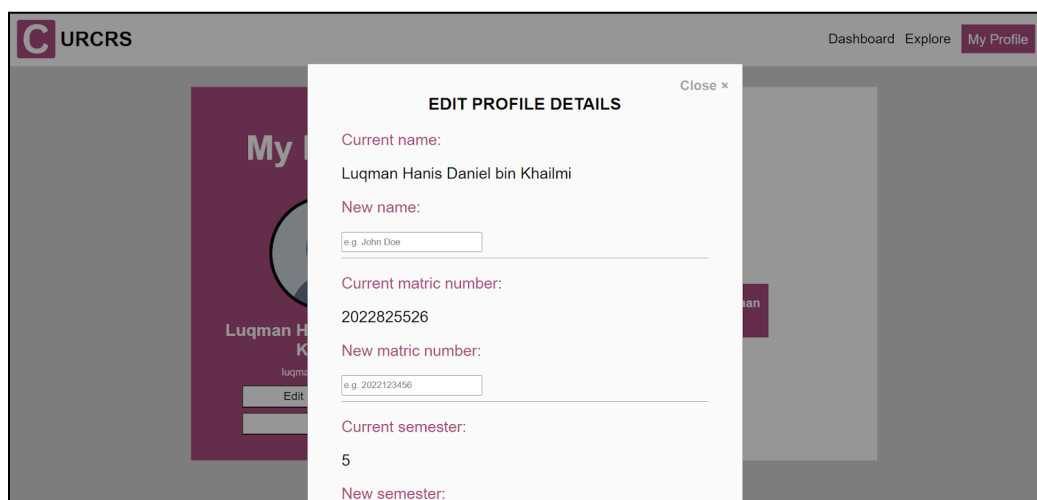 C URCRS
Dashboard Explore My Profile
Close ×
EDIT PROFILE DETAILS
Current name:
My
Luqman Hanis Daniel bin Khailmi
New name:
e.g. John Doe
Current matric number:
2022825526
Luqman H
K
New matric number:
e.g. 2022123456
Edit
Current semester:
5
New semester: